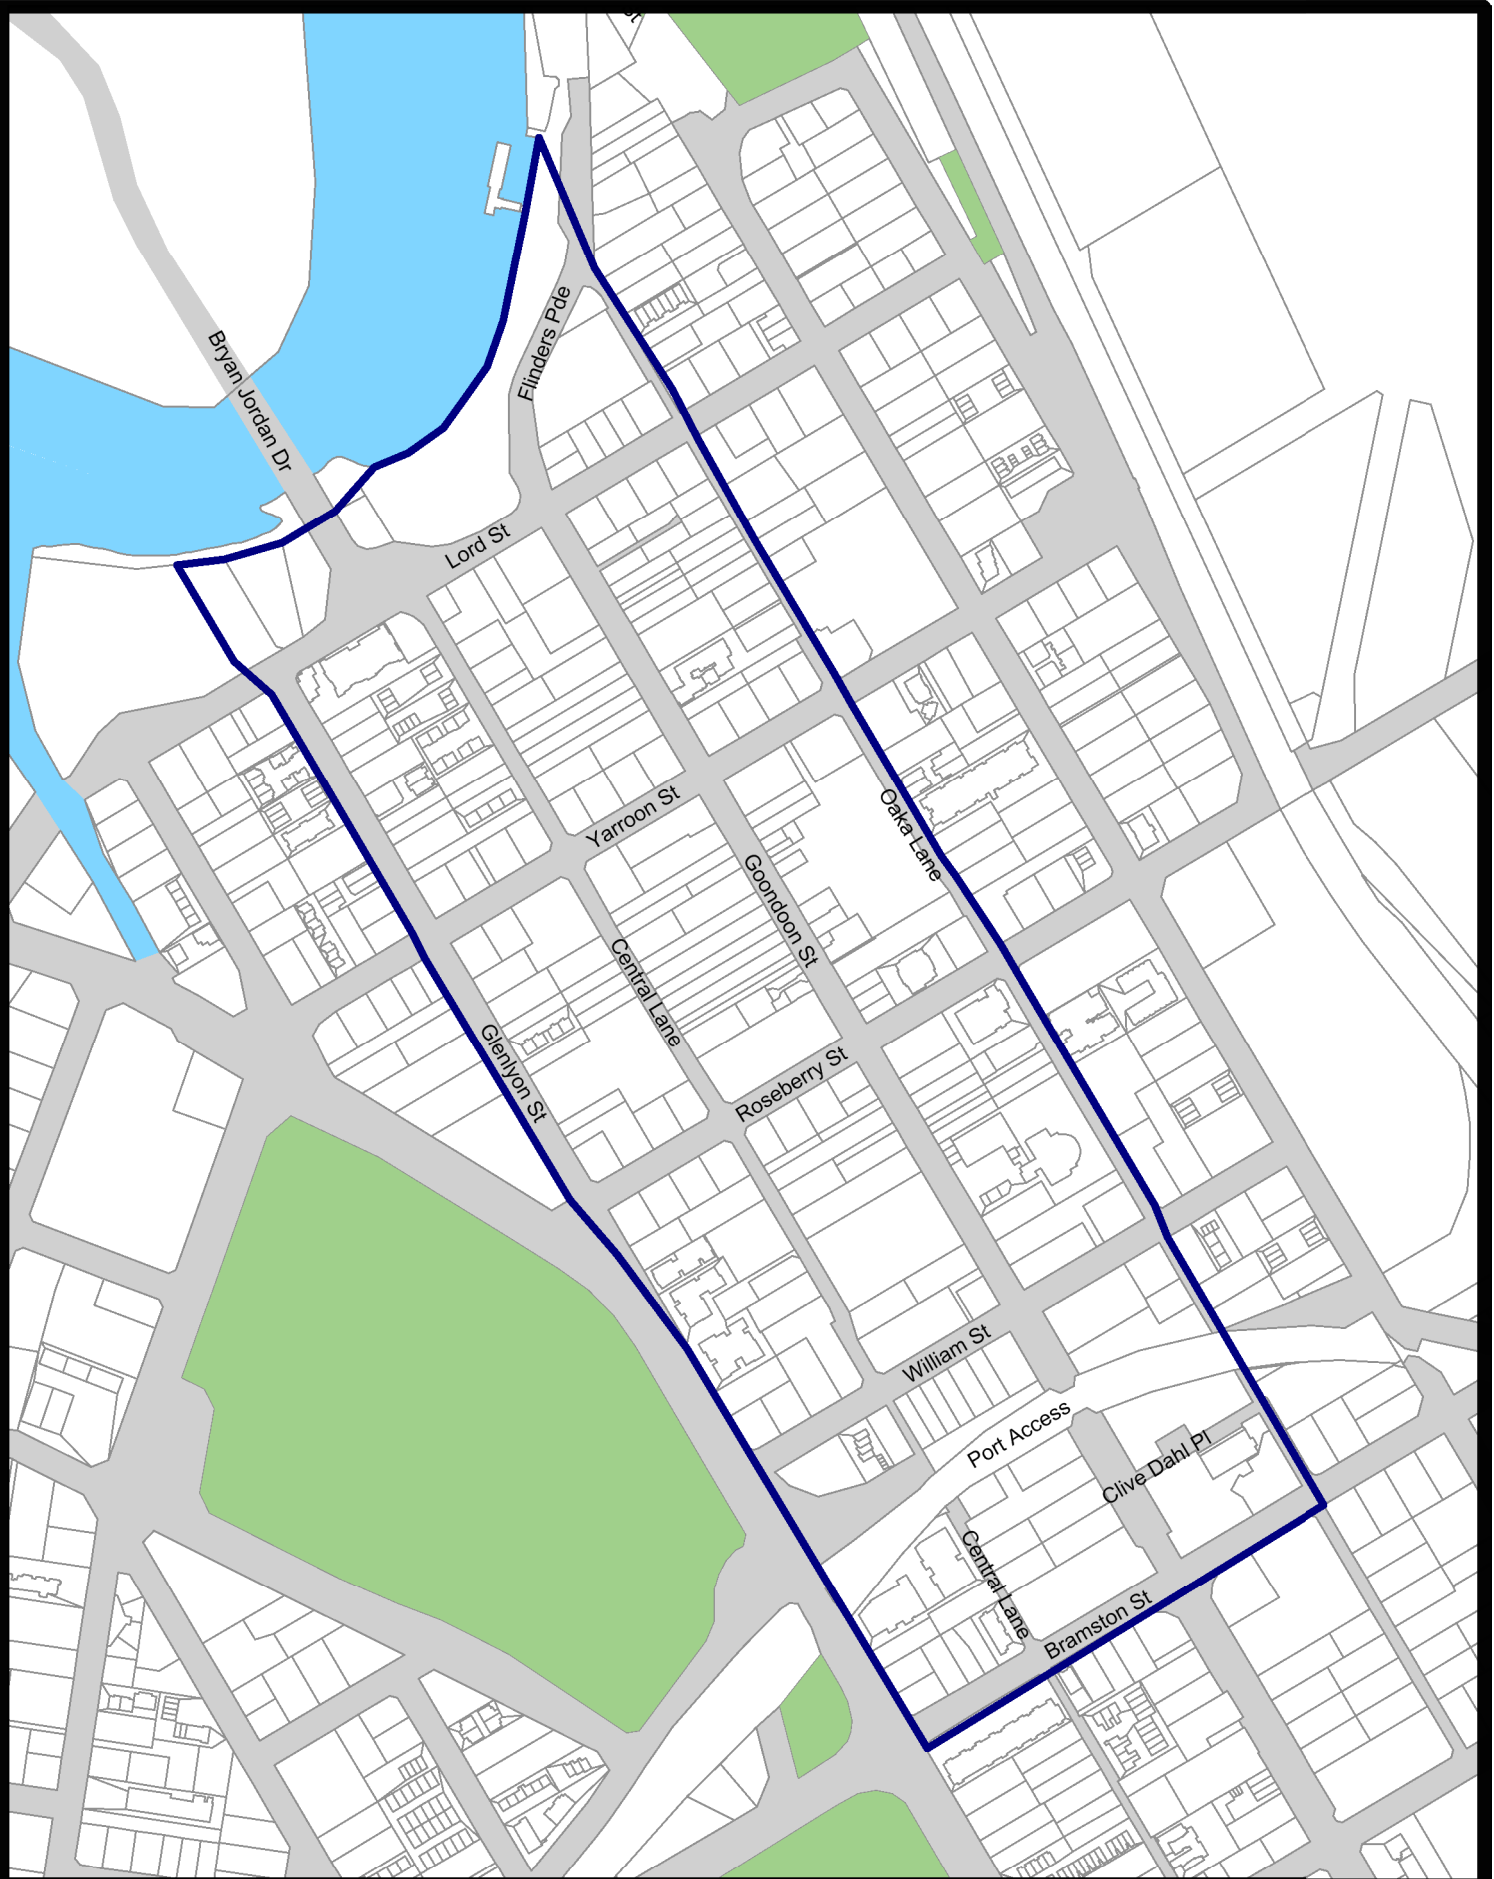 Flinders Pde
Bryan Jordan Dr
Lord St
Yarroon St
Oaka Lane
Goondoon St
Central Lane
Glenlyon St
Roseberry St
William St
Port Access
Clive Dahl Pl
Central Lane
Bramston St